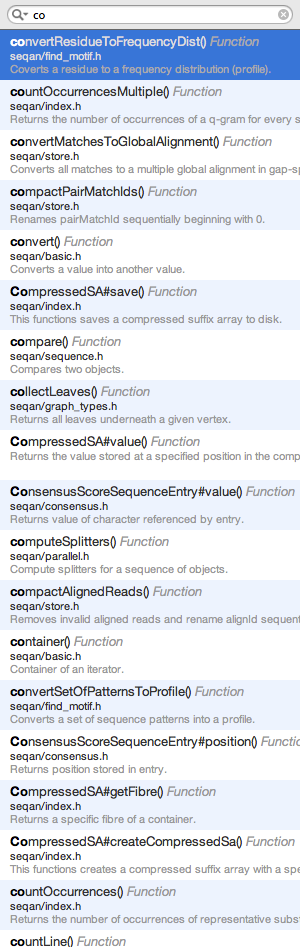 co
convertResidueToFrequencyDist() Function
seqan/find_motif.h
Coverts a residue to a frequency distribution (profile).
countOccurrencesMultiple() Function
seqan/index.h
Returns the number of occurences of a q-gram for every s
convertMatchesToGlobalAlignment() Function
seqan/store.h
Converts all matches to a multiple global alignment in gap-sp
compactPairMatchIds() Function
seqan/store.h
Renames pairMatchId sequentially beginning with 0.
convert() Function
seqan/basic.h
Converts a value into another value.
CompressedSA#save() Function
seqan/index.h
This functions saves a compressed suffix array to disk.
compare() Function
seqan/sequence.h
Compares two objects.
collectLeaves() Function
seqan/graph_types.h
Returns all leaves underneath a given vertex.
CompressedSA#value() Function
Returns the value stored at a specified position in the comp
ConsensusScoreSequenceEntry#value() Function
seqan/consensus.h
Returns value of character referenced by entry.
computeSplitters() Function
seqan/parallel.h
Compute splitters for a sequence of objects.
compactAlignedReads() Function
seqan/store.h
Removes invalid aligned reads and rename alignId sequent
container() Function
seqan/basic.h
Container of an iterator.
convertSetOfPatternsToProfile() Function
seqan/find_motif.h
Converts a set of sequence patterns into a profile.
ConsensusScoreSequenceEntry#position() Functio
seqan/consensus.h
Returns position stored in entry.
CompressedSA#getFibre() Function
seqan/index.h
Returns a specific fibre of a container.
CompressedSA#createCompressedSa() Function
seqan/index.h
This functions creates a compressed suffix array with a spe
countOccurrences() Function
seqan/index.h
Returns the number of occurrences of representative subs
countLine() Function